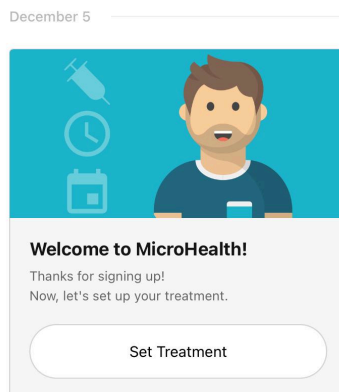 December 5
Welcome to MicroHealth!
Thanks for signing up!
Now, let's set up your treatment.
Set Treatment